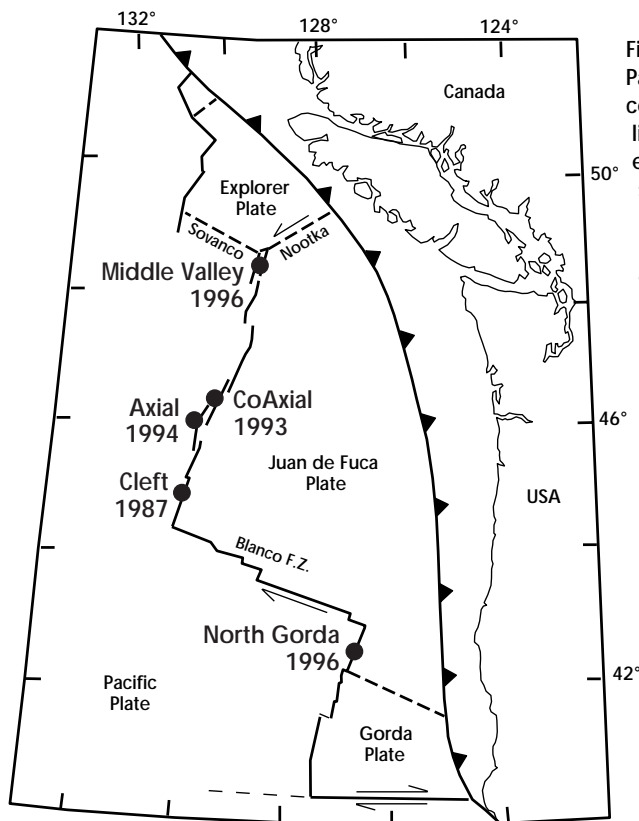 132°
128°
124°
Fi
Pa
Canada
co
li
e
50°
Explorer
Plate
Sovanco
Nootka
Middle Valley
1996
CoAxial
1993
Axial
1994
46°
Juan de Fuca
Plate
Cleft
1987
USA
Blanco F.Z.
North Gorda
1996
42°
Pacific
Plate
Gorda
Plate